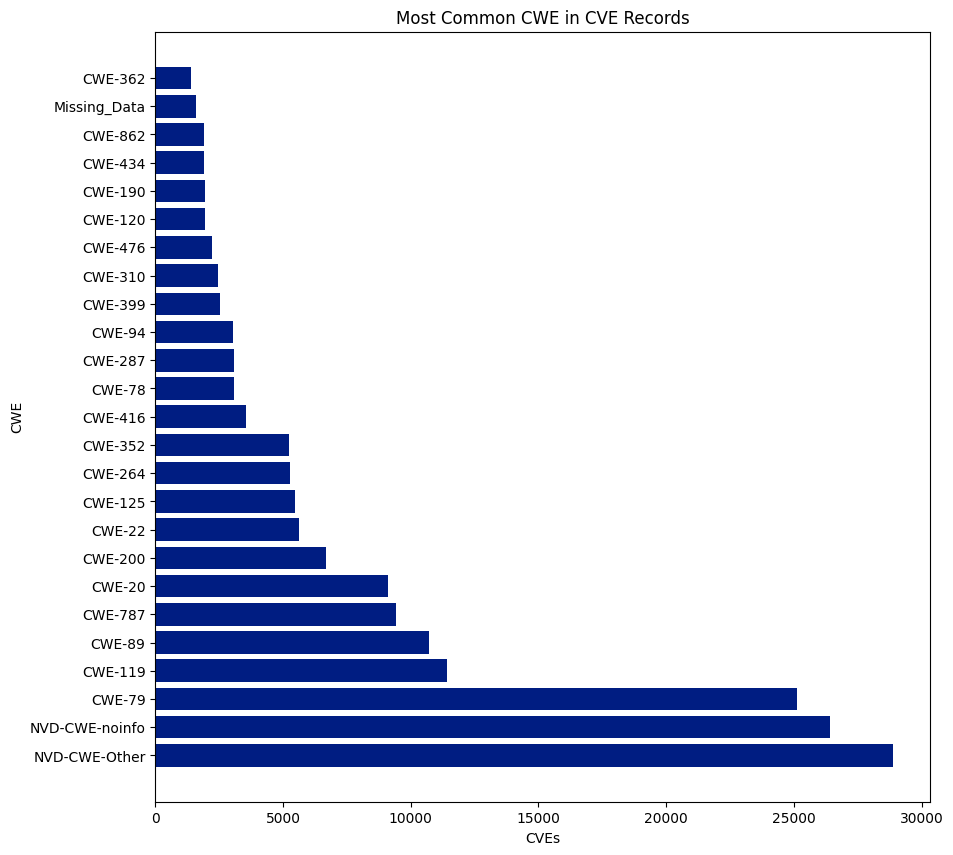 Most Common CWE in CVE Records
CWE-362
Missing_Data
CWE-862
CWE-434
CWE-190
CWE-120
CWE-476
CWE-310
CWE-399
CWE-94
CWE-287
CWE-78
CWE-416
CWE-352
CWE-264
CWE-125
CWE-22
CWE-200
CWE-20
CWE-787
CWE-89
CWE-119
CWE-79
NVD-CWE-noinfo
NVD-CWE-Other
CWE
0 5000 10000 15000 20000 25000 30000
CVEs